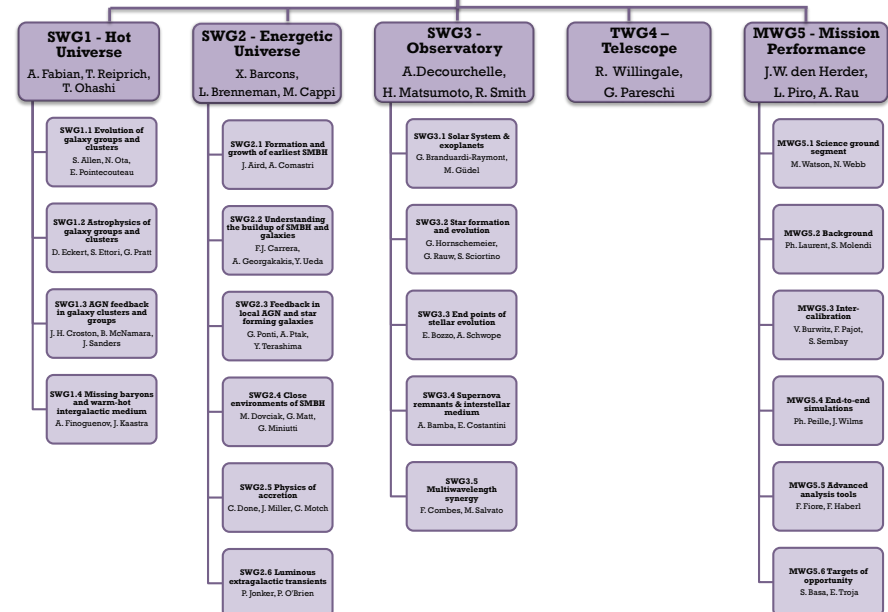 SWG1 - Hot
Universe
A. Fabian, T. Reiprich,
T. Ohashi
SWG1.1 Evolution of
galaxy groups and
clusters
S. Allen, N. Ota,
E. Pointecouteau
SWG1.2 Astrophysics of
galaxy groups and
clusters
D. Eckert, S. Ettori, G. Pratt
SWG1.3 AGN feedback
in galaxy clusters and
groups
J. H. Croston, B. McNamara,
J. Sanders
SWG1.4 Missing baryons
and warm-hot
intergalactic medium
A. Finoguenov, J. Kaastra
SWG2 - Energetic
Universe
X. Barcons,
L. Brenneman, M. Cappi
SWG2.1 Formation and
growth of earliest SMBH
J. Aird, A. Comastri
SWG2.2 Understanding
the buildup of SMBH and
galaxies
F.J. Carrera,
A. Georgakakis, Y. Ueda
SWG2.3 Feedback in
local AGN and star
forming galaxies
G. Ponti, A. Ptak,
Y. Terashima
SWG2.4 Close
environments of SMBH
M. Dovciak, G. Matt,
G. Miniutti
SWG2.5 Physics of
accretion
C. Done, J. Miller, C. Motch
SWG2.6 Luminous
extragalactic transients
P. Jonker, P. O'Brien
SWG3 -
Observatory
A.Decourchelle,
H. Matsumoto, R. Smith
SWG3.1 Solar System &
exoplanets
G. Branduardi-Raymont,
M. Güdel
SWG3.2 Star formation
and evolution
G. Hornschemeier,
G. Rauw, S. Sciortino
SWG3.3 End points of
stellar evolution
E. Bozzo, A. Schwope
SWG3.4 Supernova
remnants & interstellar
medium
A. Bamba, E. Costantini
SWG3.5
Multiwavelength
synergy
F. Combes, M. Salvato
TWG4 –
Telescope
R. Willingale,
G. Pareschi
MWG5 - Mission
Performance
J.W. den Herder,
L. Piro, A. Rau
MWG5.1 Science ground
segment
M. Watson, N. Webb
MWG5.2 Background
Ph. Laurent, S. Molendi
MWG5.3 Inter-
calibration
V. Burwitz, F. Pajot,
S. Sembay
MWG5.4 End-to-end
simulations
Ph. Peille, J. Wilms
MWG5.5 Advanced
analysis tools
F. Fiore, F. Haberl
MWG5.6 Targets of
opportunity
S. Basa, E. Troja